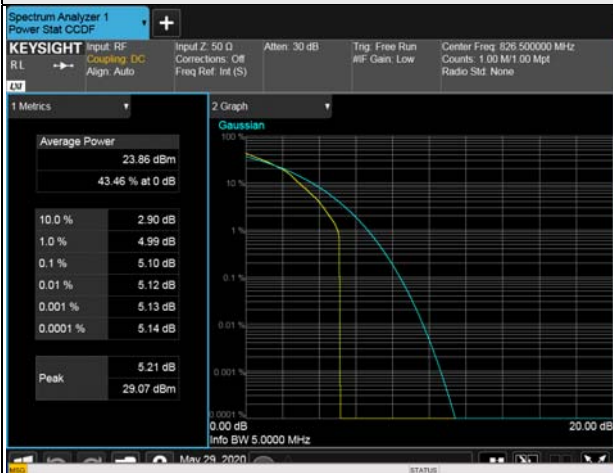 Spectrum Analyzer 1
Power Stat CCDF
KEYSIGHT
Input: RF
Input Z: 50 Ω
Atten: 30 dB
Trig: Free Run
Center Freq: 826.500000 MHz
RL
Coupling: DC
Corrections: Off
#IF Gain: Low
Counts: 1.00 M/1.00 Mpt
Align: Auto
Freq Ref: Int (S)
Radio Std: None
LXI
1 Metrics
2 Graph
Average Power
23.86 dBm
43.46 % at 0 dB
10.0 % 2.90 dB
1.0 % 4.99 dB
0.1 % 5.10 dB
0.01 % 5.12 dB
0.001 % 5.13 dB
0.0001 % 5.14 dB
Peak
5.21 dB
29.07 dBm
Gaussian
100 %
10 %
1 %
0.1 %
0.01 %
0.001 %
0.0001 %
0.00 dB
20.00 dB
Info BW 5.0000 MHz
May 29, 2020
MSG
STATUS